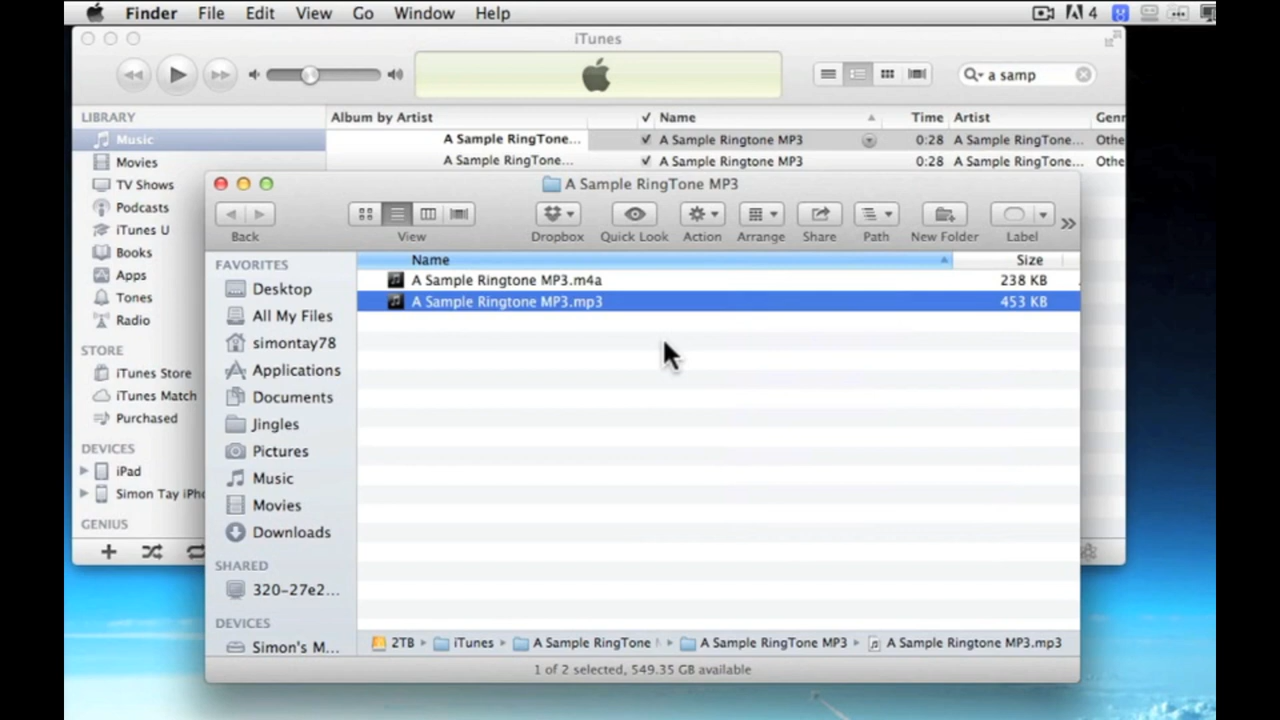 Finder File Edit View Go Window Help 4
iTunes
a samp
LIBRARY
Music
Movies
TV Shows
Podcasts
iTunes U
Books
Apps
Tones
Radio
STORE
iTunes Store
iTunes Match
Purchased
DEVICES
iPad
Simon Tay iPho
GENIUS
Album by Artist Name Time Artist Genr
A Sample RingTone... A Sample Ringtone MP3 0:28 A Sample RingTone... Othe
A Sample RingTone... A Sample Ringtone MP3 0:28 A Sample RingTone... Othe
A Sample RingTone MP3
Back View Dropbox Quick Look Action Arrange Share Path New Folder Label
FAVORITES
Desktop
All My Files
simontay78
Applications
Documents
Jingles
Pictures
Music
Movies
Downloads
SHARED
320-27e2...
DEVICES
Simon's M...
Name Size
A Sample Ringtone MP3.m4a 238 KB
A Sample Ringtone MP3.mp3 453 KB
2TB iTunes A Sample RingTone A Sample RingTone MP3 A Sample Ringtone MP3.mp3
1 of 2 selected, 549.35 GB available